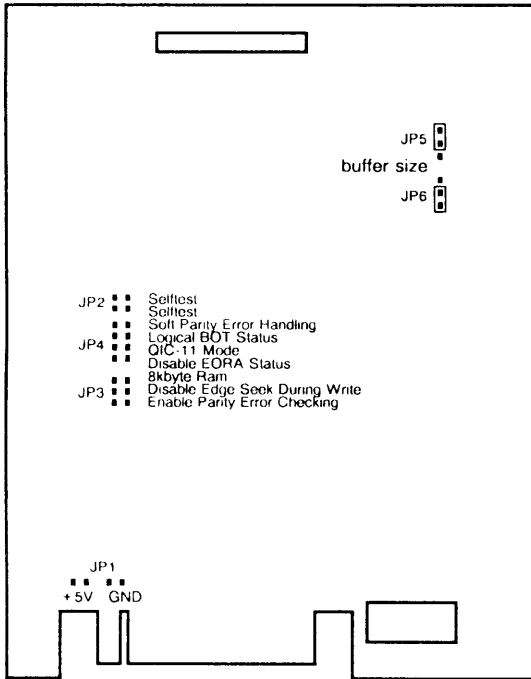 JP5
buffer size
JP6
JP2
Selftest
Selftest
Soft Parity Error Handling
JP4
Logical BOT Status
QIC-11 Mode
Disable EORA Status
8kbyte Ram
JP3
Disable Edge Seek During Write
Enable Parity Error Checking
JP1
+5V GND